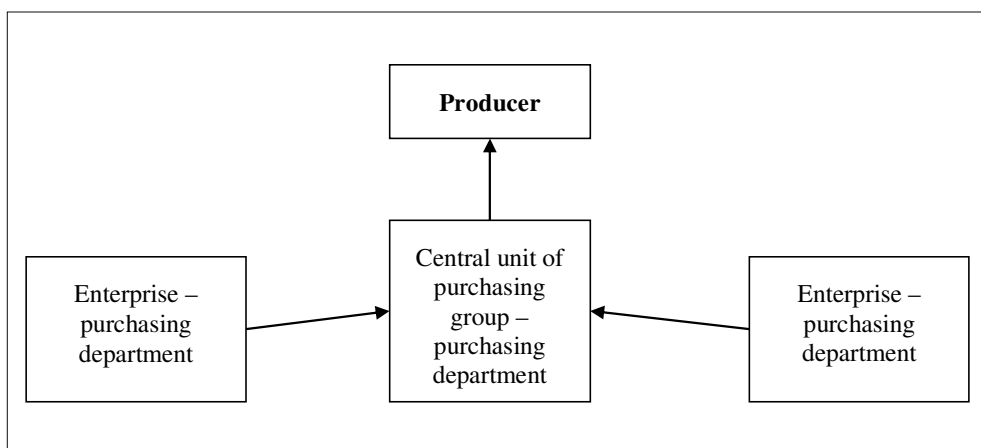 Producer
Enterprise –
purchasing
department
Central unit of
purchasing
group –
purchasing
department
Enterprise –
purchasing
department